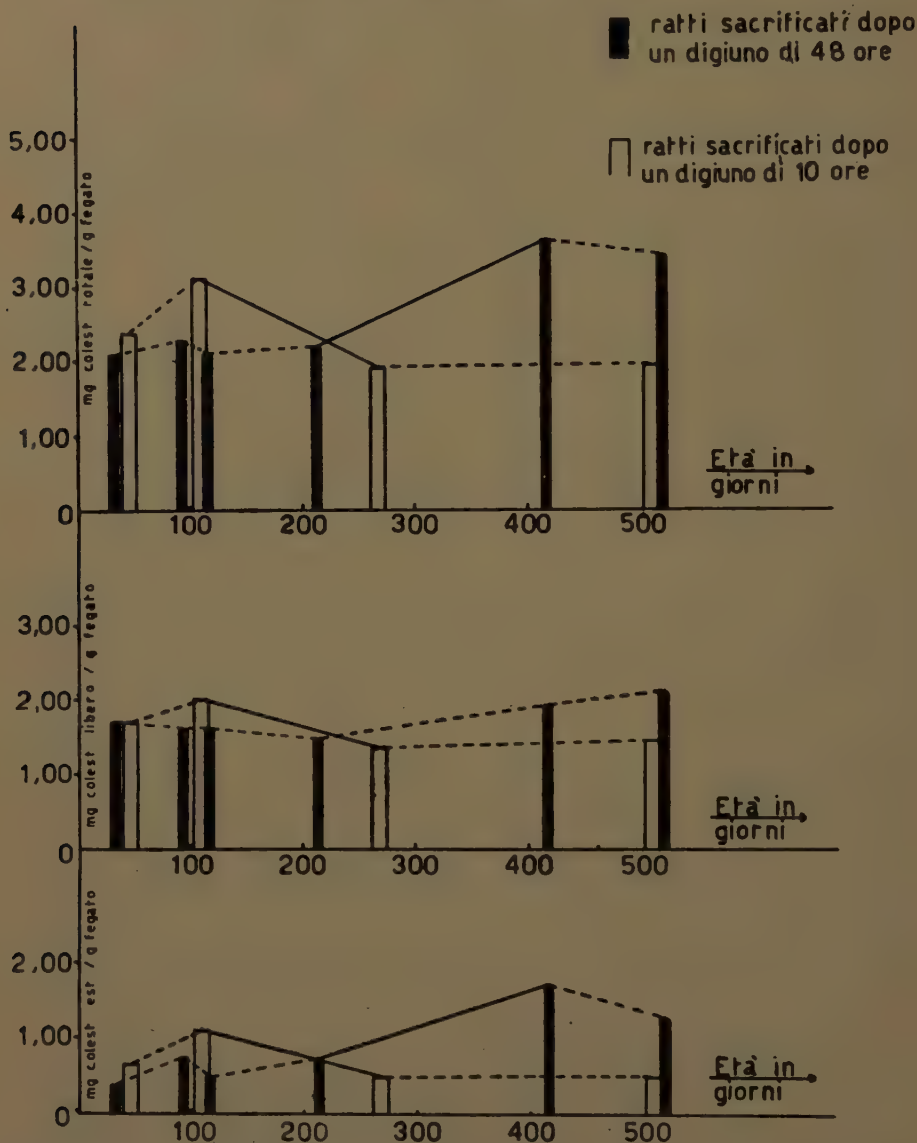 ratti sacrificati dopo
un digiuno di 48 ore
ratti sacrificati dopo
un digiuno di 10 ore
5,00
4,00
3,00
2,00
1,00
0
mg colest totale / g fegato
100
200
300
400
500
Età in
giorni
3,00
2,00
1,00
0
mg colest libero / g fegato
100
200
300
400
500
Età in
giorni
2,00
1,00
0
mg colest est / g fegato
100
200
300
400
500
Età in
giorni